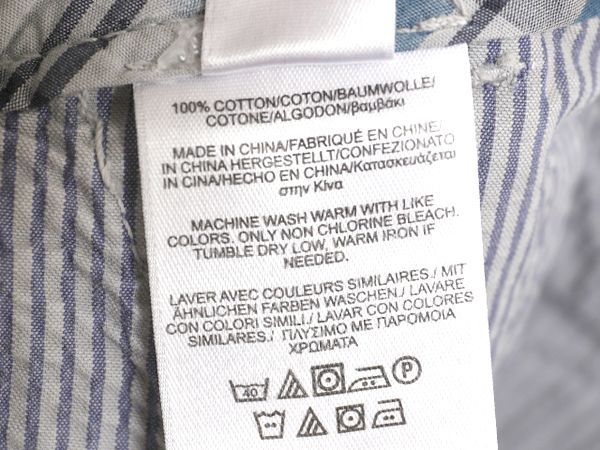 100% COTTON/COTON/BAUMWOLLE/
COTONE/ALGODON/βαμβάκι
MADE IN CHINA/FABRIQUÉ EN CHINE/
IN CHINA HERGESTELLT/CONFEZIONATO
IN CINA/HECHO EN CHINA/Κατασκευάζεται
στην Κίνα
MACHINE WASH WARM WITH LIKE
COLORS. ONLY NON CHLORINE BLEACH.
TUMBLE DRY LOW, WARM IRON IF
NEEDED.
LAVER AVEC COULEURS SIMILAIRES./ MIT
ÄHNLICHEN FARBEN WASCHEN./ LAVARE
CON COLORI SIMILI./ LAVAR CON COLORES
SIMILARES./ ΠΛΥΣΙΜΟ ΜΕ ΠΑΡΟΜΟΙΑ
ΧΡΩΜΑΤΑ
40 P